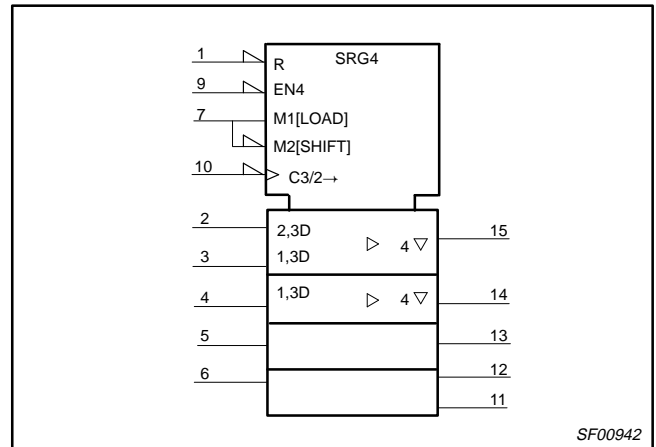 SRG4
1 R
9 EN4
7 M1[LOAD]
M2[SHIFT]
10 C3/2→
2 2,3D 4 15
3 1,3D
4 1,3D 4 14
5 13
6 12
11
SF00942